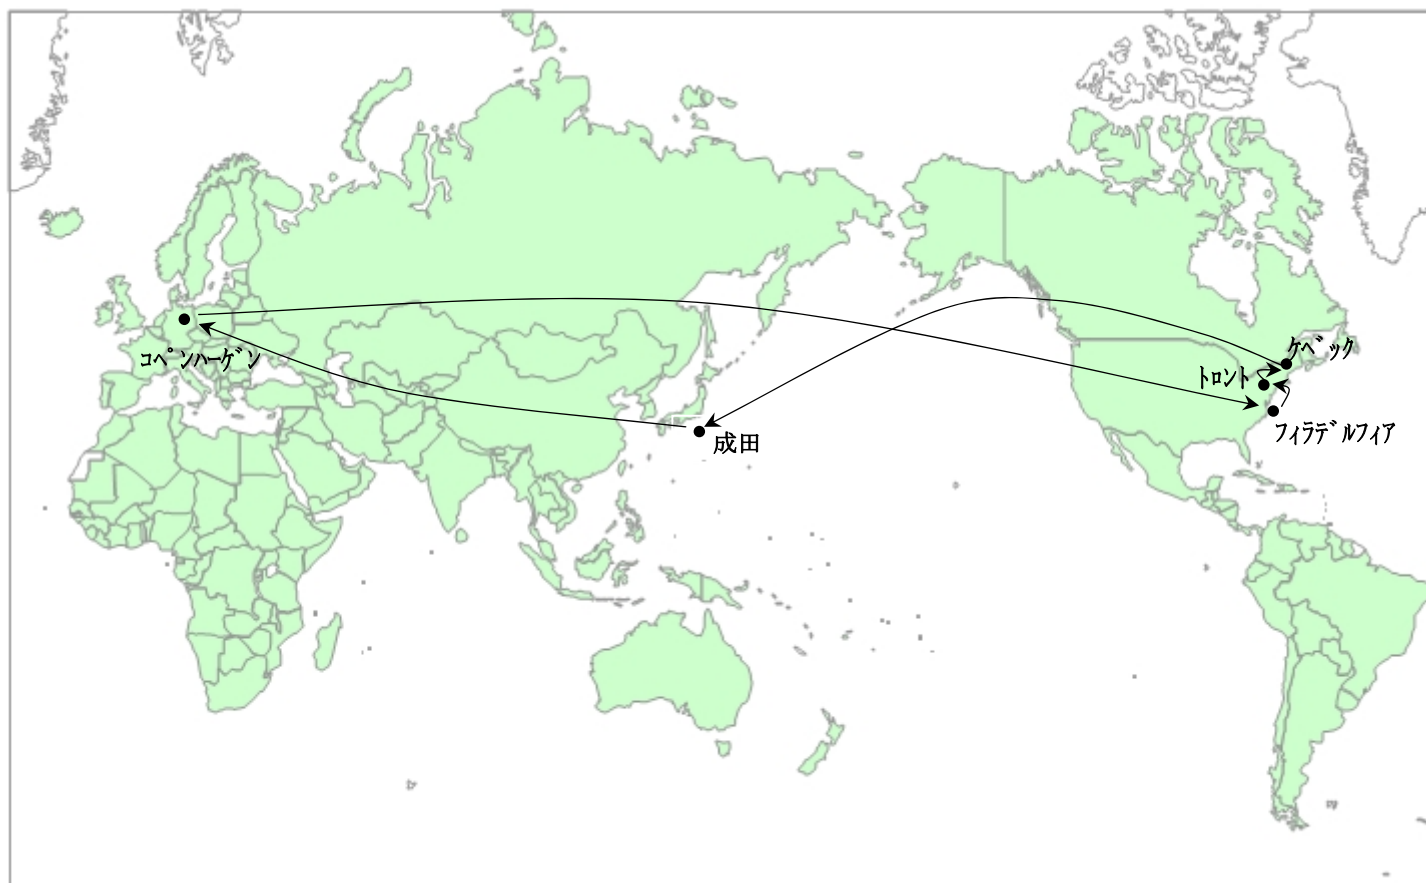 コペンハーゲン
成田
トロント
ケベック
フィラデルフィア